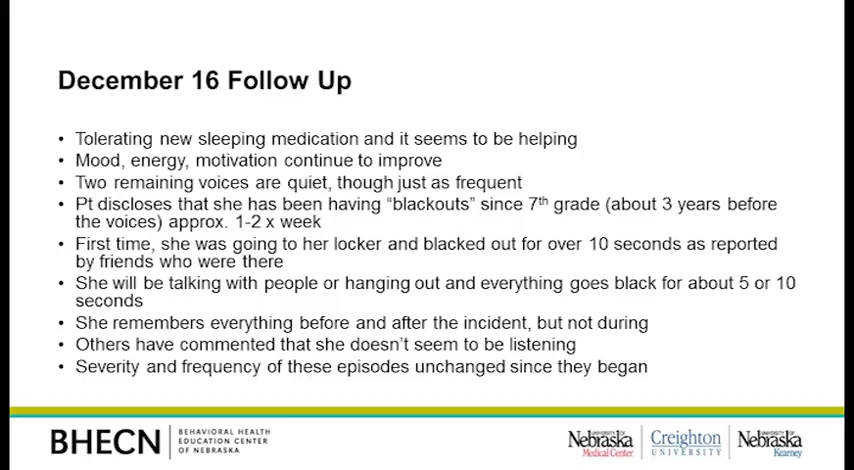 December 16 Follow Up
• Tolerating new sleeping medication and it seems to be helping
• Mood, energy, motivation continue to improve
• Two remaining voices are quiet, though just as frequent
• Pt discloses that she has been having “blackouts” since 7th grade (about 3 years before
the voices) approx. 1-2 x week
• First time, she was going to her locker and blacked out for over 10 seconds as reported
by friends who were there
• She will be talking with people or hanging out and everything goes black for about 5 or 10
seconds
• She remembers everything before and after the incident, but not during
• Others have commented that she doesn’t seem to be listening
• Severity and frequency of these episodes unchanged since they began
BHECN
BEHAVIORAL HEALTH
EDUCATION CENTER
OF NEBRASKA
UNIVERSITY OF
Nebraska
Medical Center
Creighton
UNIVERSITY
UNIVERSITY OF
Nebraska
Kearney